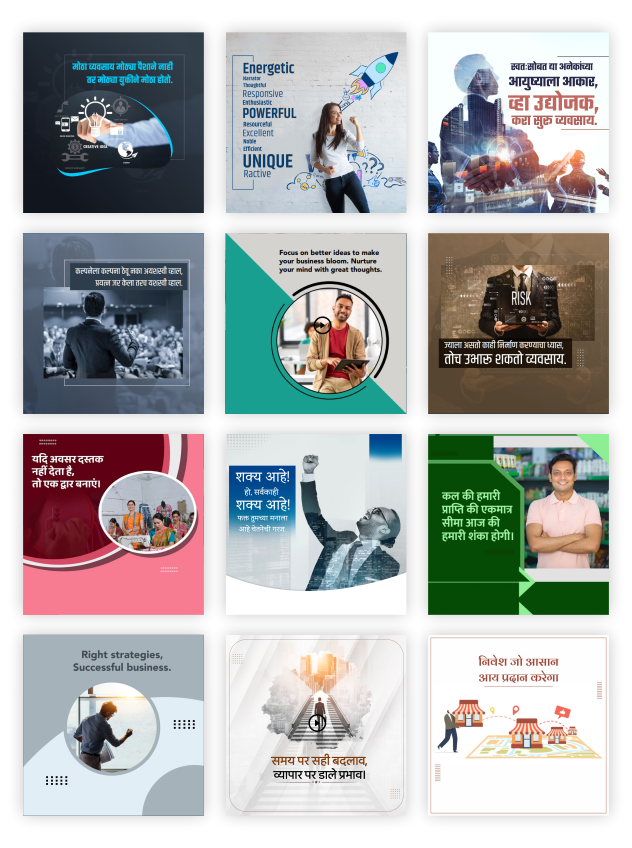 मोठा व्यवसाय मोठ्या पैशाने नाही
तर मोठ्या युक्तीने मोठा होतो.
CREATIVE IDEA
Energetic
Narrator
Thoughtful
Responsive
Enthusiastic
POWERFUL
Resourceful
Excellent
Noble
Efficient
UNIQUE
Ractive
स्वतःसोबत या अनेकांच्या
आयुष्याला आकार,
व्हा उद्योजक,
करा सुरू व्यवसाय.
कल्पनेला कल्पना ठेवू नका अयशस्वी व्हाल,
प्रयत्न जर केला तरच यशस्वी व्हाल.
Focus on better ideas to make
your business bloom. Nurture
your mind with great thoughts.
RISK
ज्याला असतो काही निर्माण करण्याचा ध्यास,
तोच उभारू शकतो व्यवसाय.
यदि अवसर दस्तक
नहीं देता है,
तो एक द्वार बनाएं।
शक्य आहे!
हो, सर्वकाही
शक्य आहे!
फक्त तुमच्या मनाला
आहे चेतनेची गरज.
कल की हमारी
प्राप्ति की एकमात्र
सीमा आज की
हमारी शंका होगी।
Right strategies,
Successful business.
समय पर सही बदलाव,
व्यापार पर डाले प्रभाव।
निवेश जो आसान
आय प्रदान करेगा